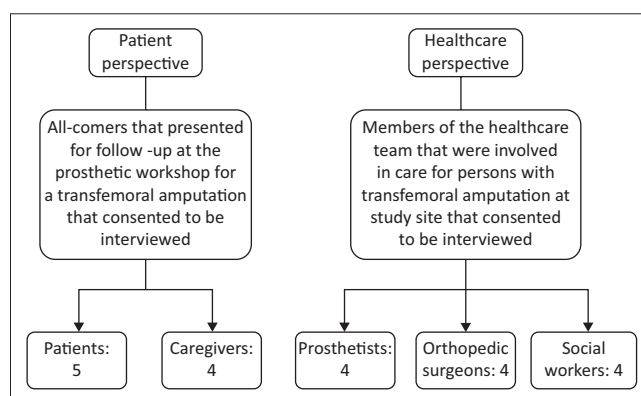 Patient
perspective
Healthcare
perspective
All-comers that presented
for follow -up at the
prosthetic workshop for
a transfemoral amputation
that consented to be
interviewed
Members of the healthcare
team that were involved
in care for persons with
transfemoral amputation at
study site that consented
to be interviewed
Patients:
5
Caregivers:
4
Prosthetists:
4
Orthopedic
surgeons: 4
Social
workers: 4